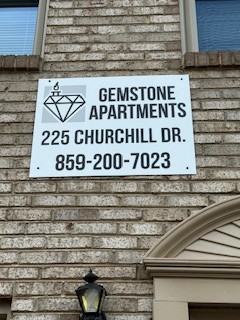 GEMSTONE
APARTMENTS
225 CHURCHILL DR.
859-200-7023